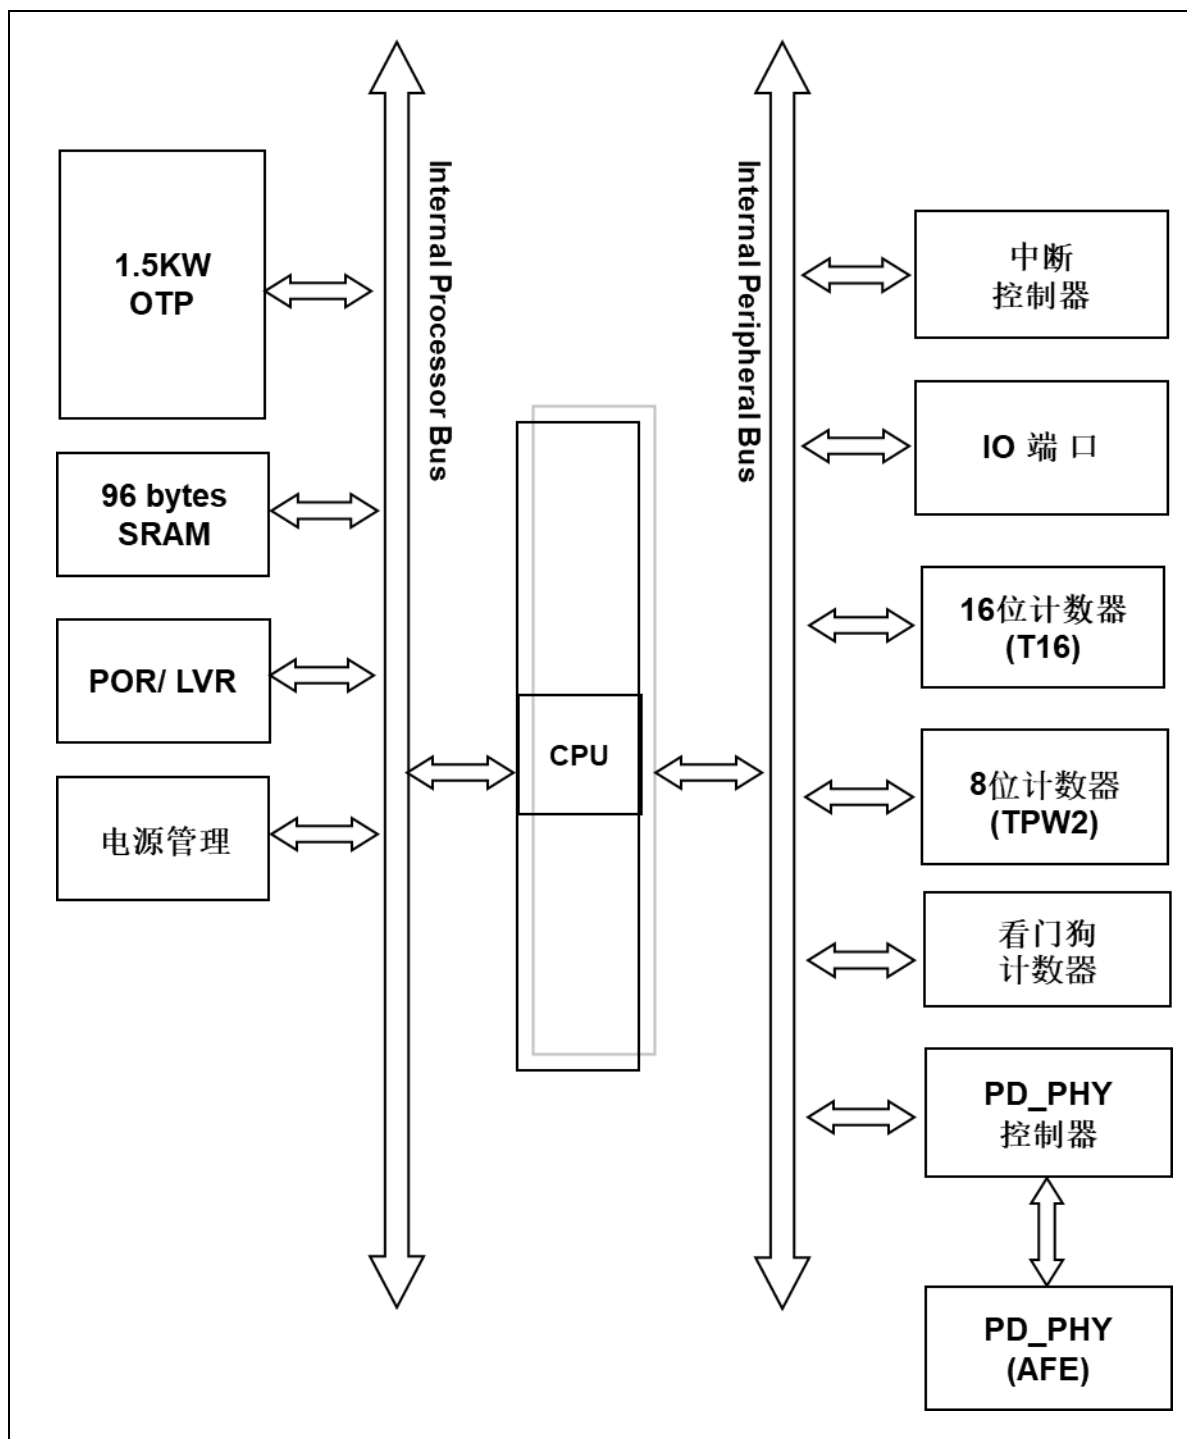 1.5KW
OTP
96 bytes
SRAM
POR/ LVR
电源管理
Internal Processor Bus
CPU
Internal Peripheral Bus
中断
控制器
IO 端 口
16位计数器
(T16)
8位计数器
(TPW2)
看门狗
计数器
PD_PHY
控制器
PD_PHY
(AFE)